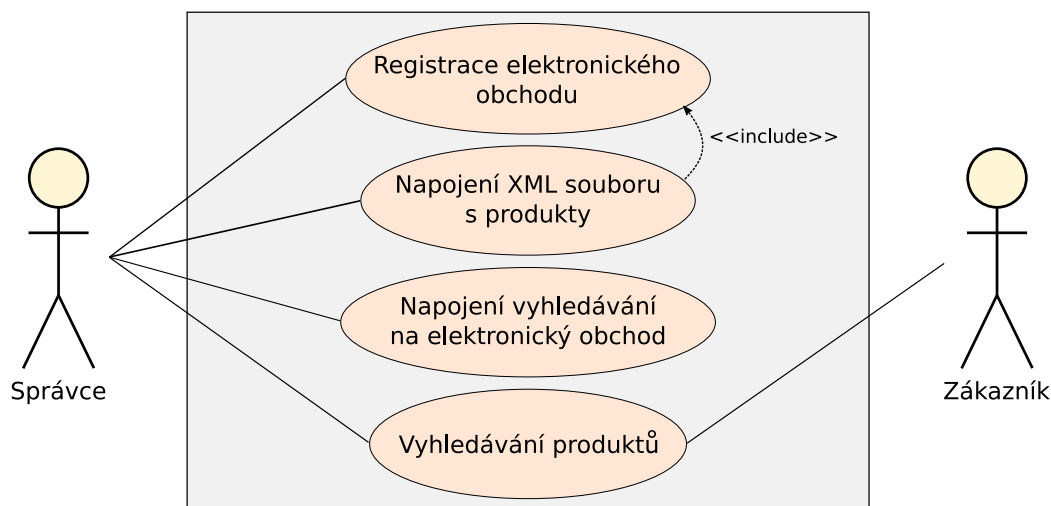 Registrace elektronického
obchodu
<<include>>
Napojení XML souboru
s produkty
Napojení vyhledávání
na elektronický obchod
Správce
Zákazník
Vyhledávání produktů